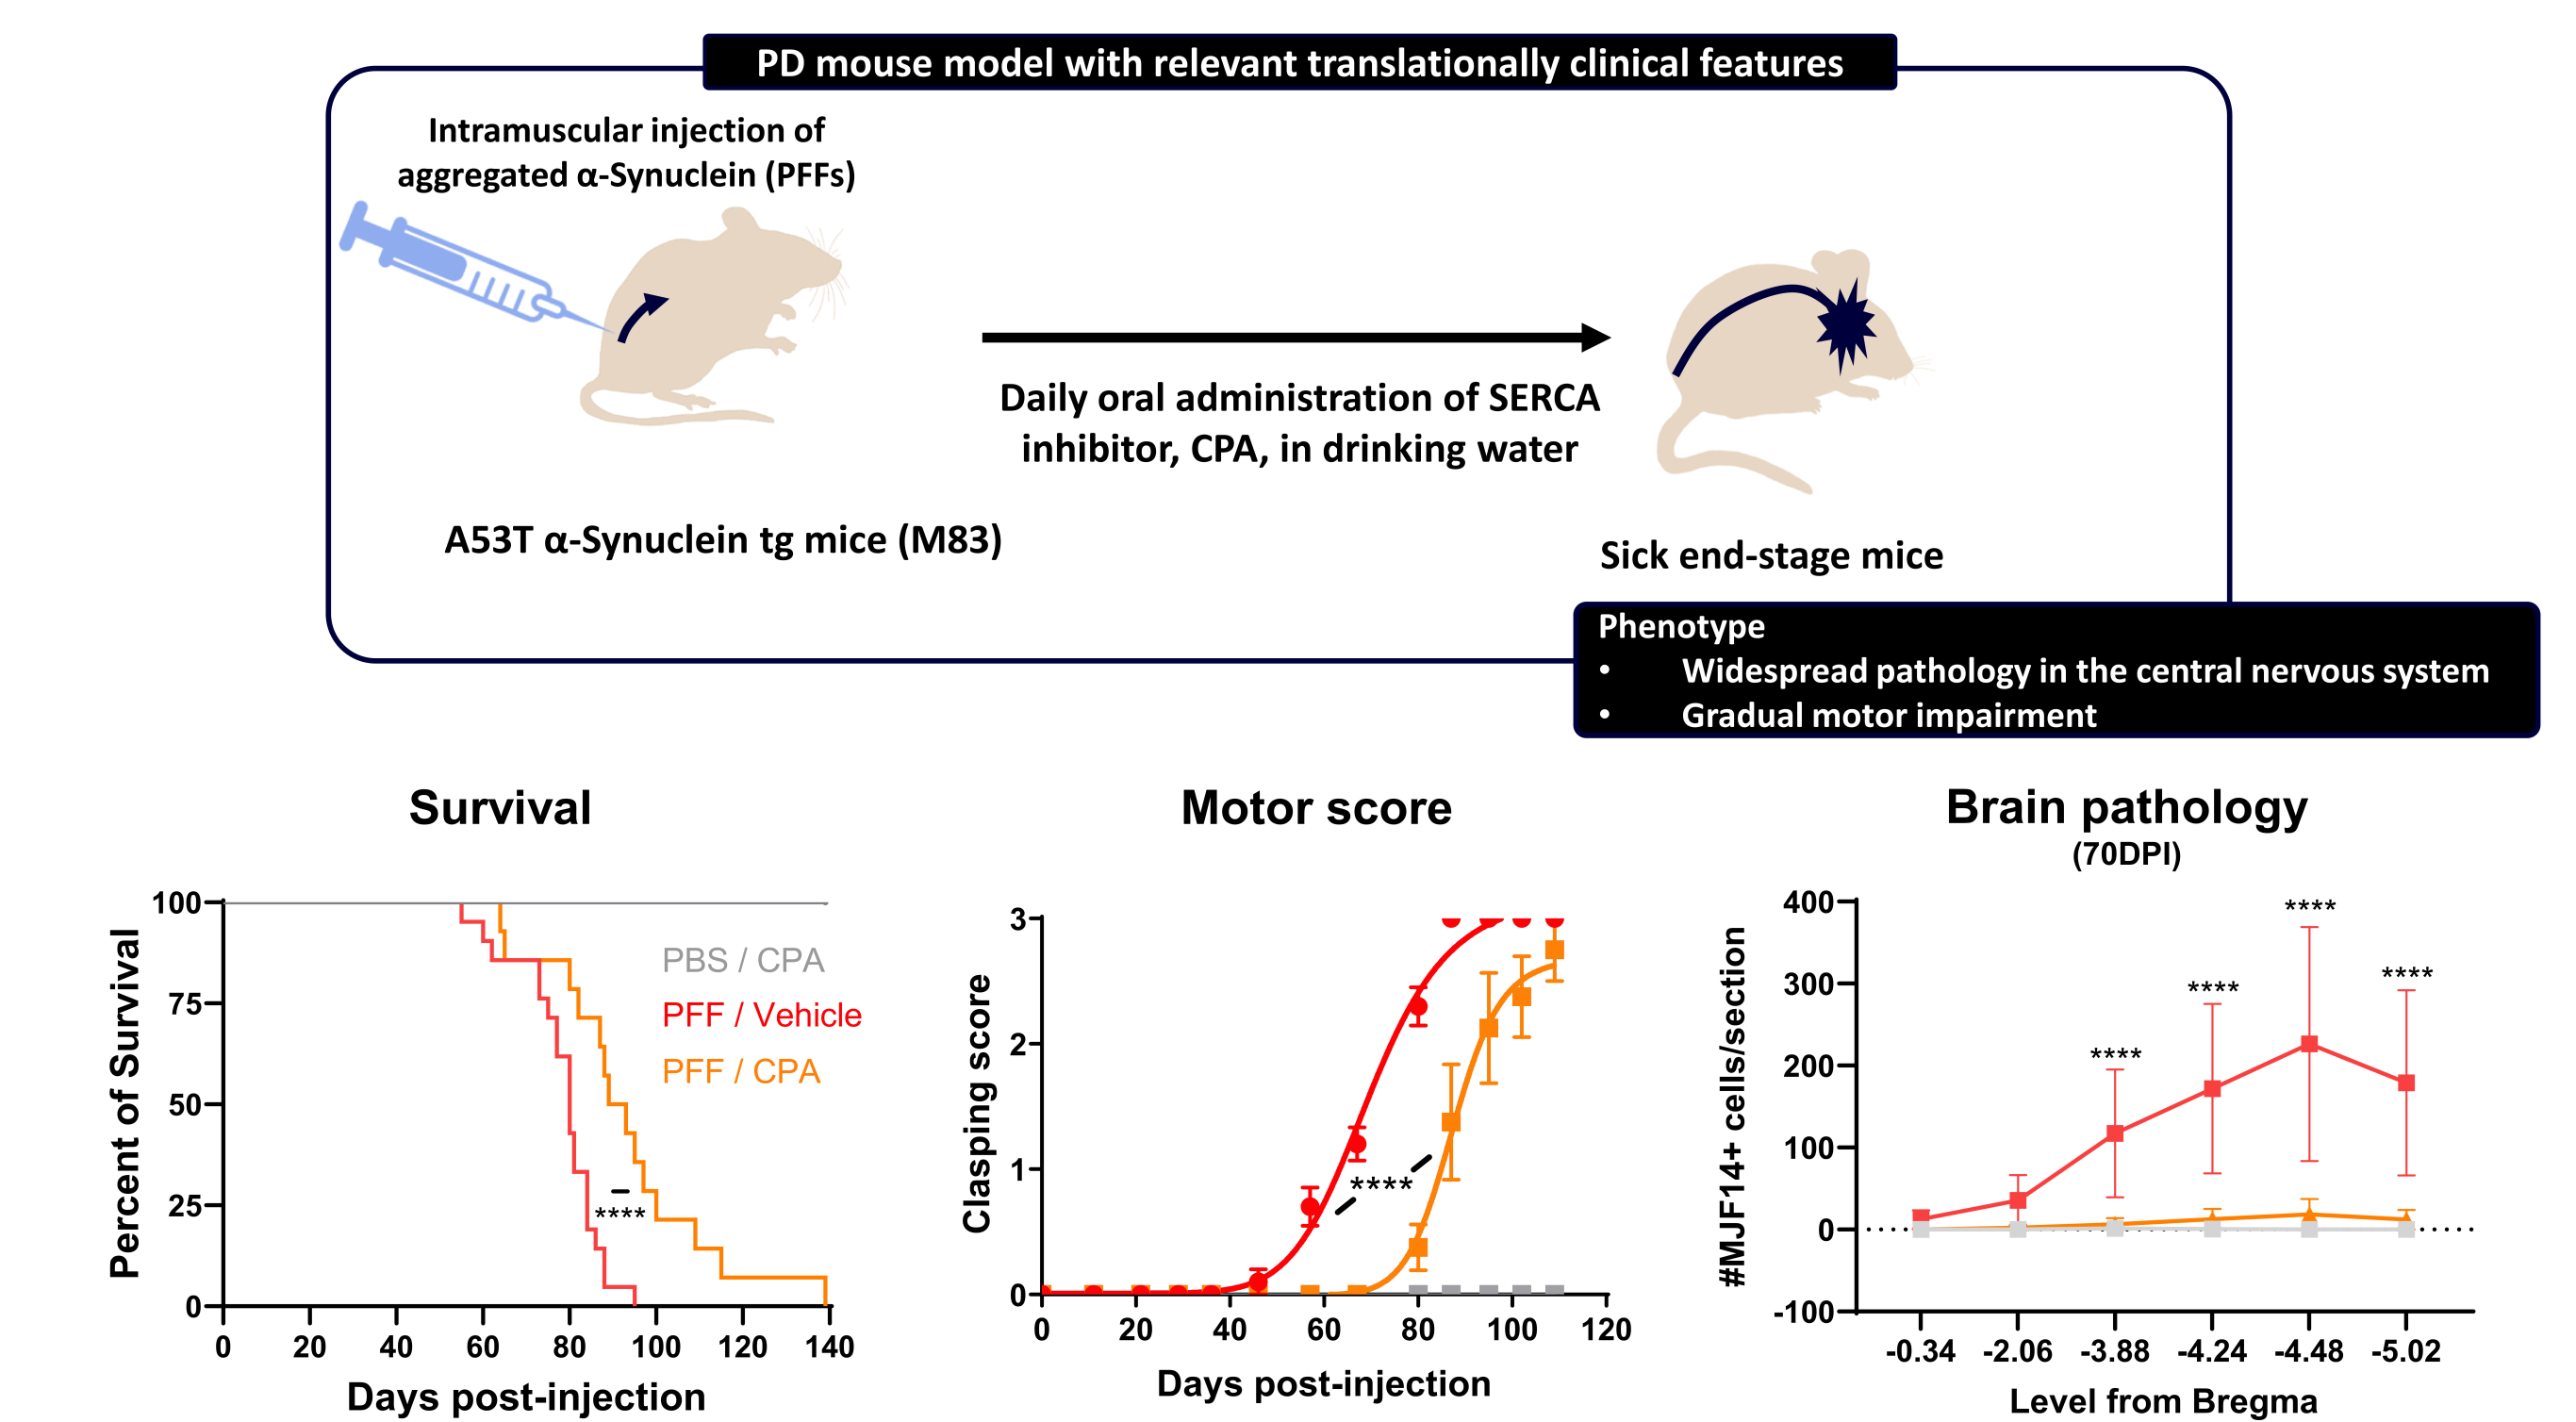 PD mouse model with relevant translationally clinical features
Intramuscular injection of
aggregated α-Synuclein (PFFs)
Daily oral administration of SERCA
inhibitor, CPA, in drinking water
A53T α-Synuclein tg mice (M83)
Sick end-stage mice
Phenotype
• Widespread pathology in the central nervous system
• Gradual motor impairment
Survival
Percent of Survival
100
75
50
25
0
PBS / CPA
PFF / Vehicle
PFF / CPA
****
0 20 40 60 80 100 120 140
Days post-injection
Motor score
Clasping score
3
2
1
0
****
0 20 40 60 80 100 120
Days post-injection
Brain pathology
(70DPI)
#MJF14+ cells/section
400
300
200
100
0
-100
**** **** **** ****
-0.34 -2.06 -3.88 -4.24 -4.48 -5.02
Level from Bregma